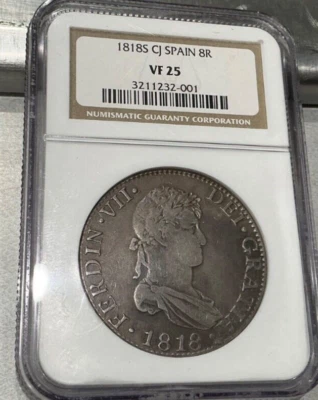 1818S CJ SPAIN 8R
VF 25
3211232-001
NUMISMATIC GUARANTY CORPORATION
· FERDIN · VII · DEI · GRATIA ·
· 1818 ·